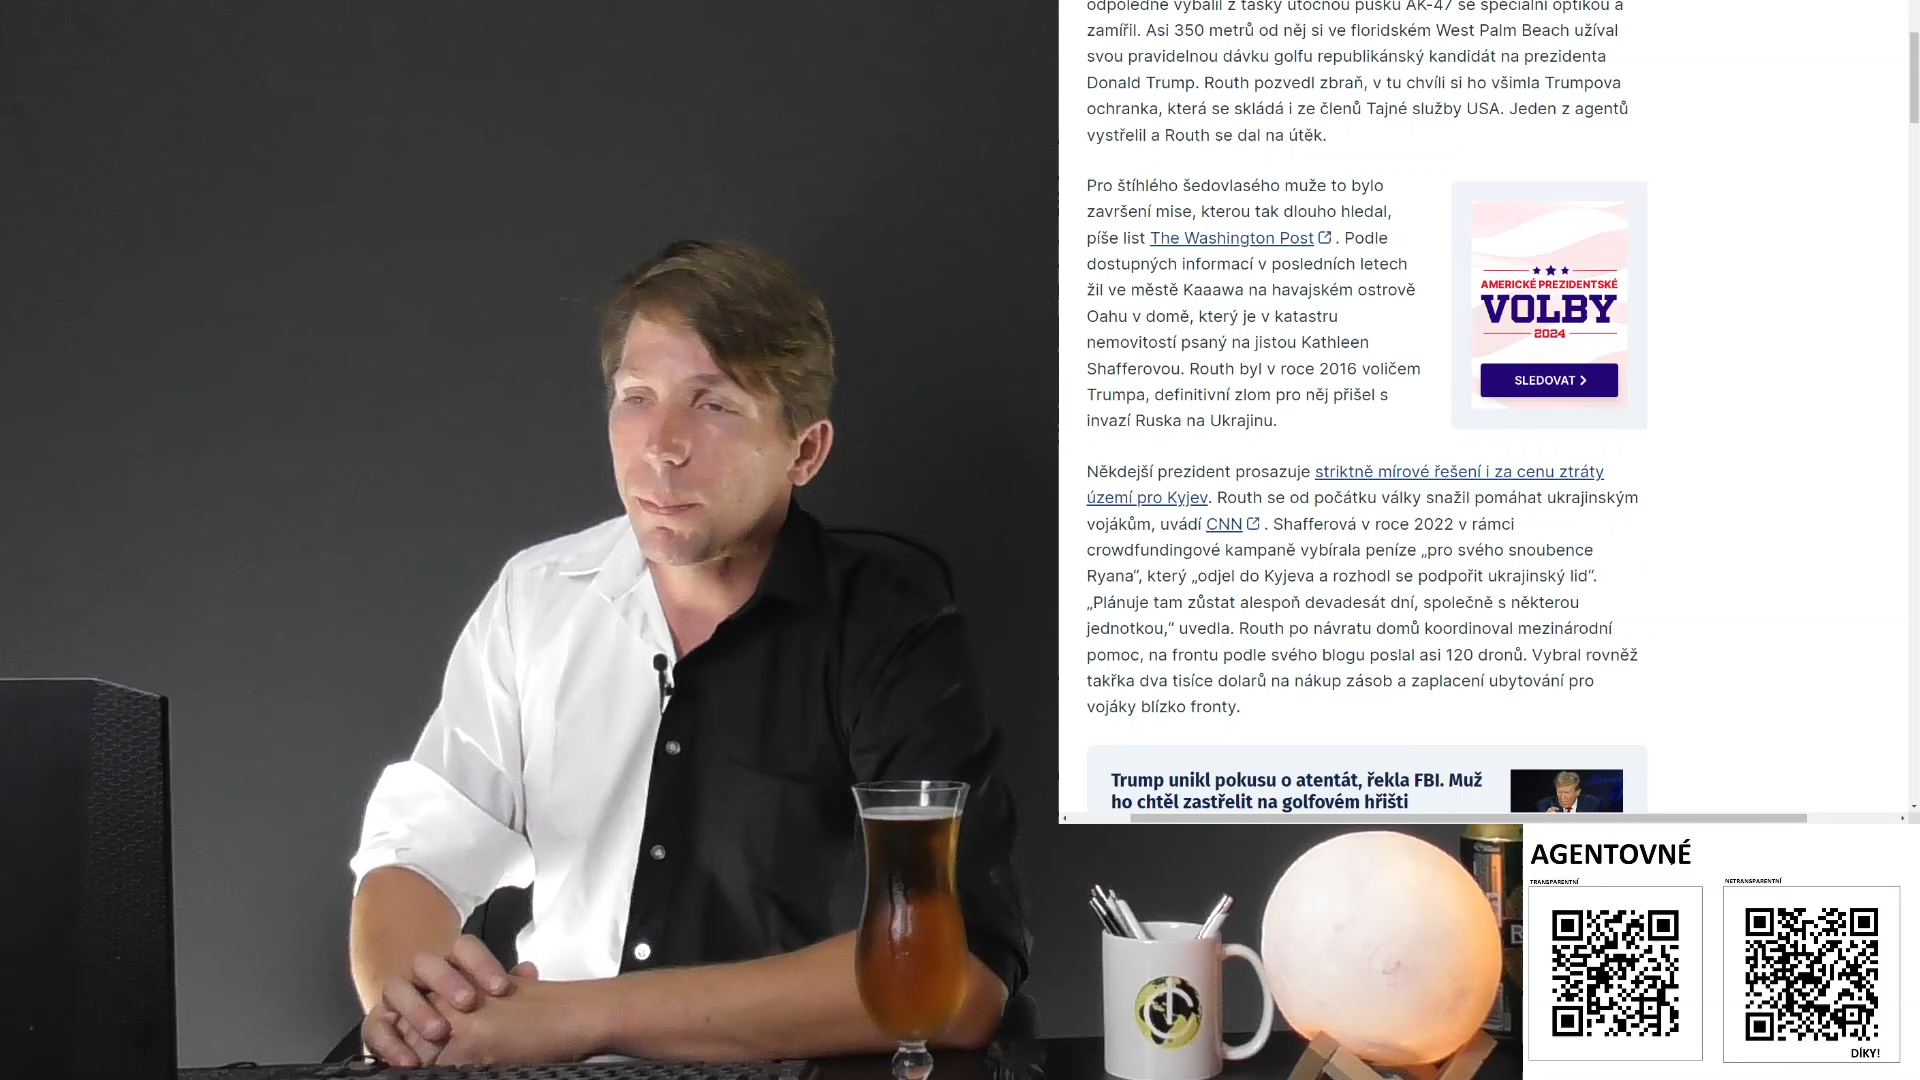 odpoledne vybalil z tašky útočnou pušku AK-47 se speciální optikou a
zamířil. Asi 350 metrů od něj si ve floridském West Palm Beach užíval
svou pravidelnou dávku golfu republikánský kandidát na prezidenta
Donald Trump. Routh pozvedl zbraň, v tu chvíli si ho všimla Trumpova
ochranka, která se skládá i ze členů Tajné služby USA. Jeden z agentů
vystřelil a Routh se dal na útěk.
Pro štíhlého šedovlasého muže to bylo
završení mise, kterou tak dlouho hledal,
píše list The Washington Post. Podle
dostupných informací v posledních letech
žil ve městě Kaaawa na havajském ostrově
Oahu v domě, který je v katastru
nemovitostí psaný na jistou Kathleen
Shafferovou. Routh byl v roce 2016 voličem
Trumpa, definitivní zlom pro něj přišel s
invazí Ruska na Ukrajinu.
AMERICKÉ PREZIDENTSKÉ
VOLBY
2024
SLEDOVAT
Někdejší prezident prosazuje striktně mírové řešení i za cenu ztráty
území pro Kyjev. Routh se od počátku války snažil pomáhat ukrajinským
vojákům, uvádí CNN. Shafferová v roce 2022 v rámci
crowdfundingové kampaně vybírala peníze „pro svého snoubence
Ryana“, který „odjel do Kyjeva a rozhodl se podpořit ukrajinský lid“.
„Plánuje tam zůstat alespoň devadesát dní, společně s některou
jednotkou,“ uvedla. Routh po návratu domů koordinoval mezinárodní
pomoc, na frontu podle svého blogu poslal asi 120 dronů. Vybral rovněž
takřka dva tisíce dolarů na nákup zásob a zaplacení ubytování pro
vojáky blízko fronty.
Trump unikl pokusu o atentát, řekla FBI. Muž
ho chtěl zastřelit na golfovém hřišti
AGENTOVNÉ
TRANSPARENTNÍ
NETRANSPARENTNÍ
DÍKY!